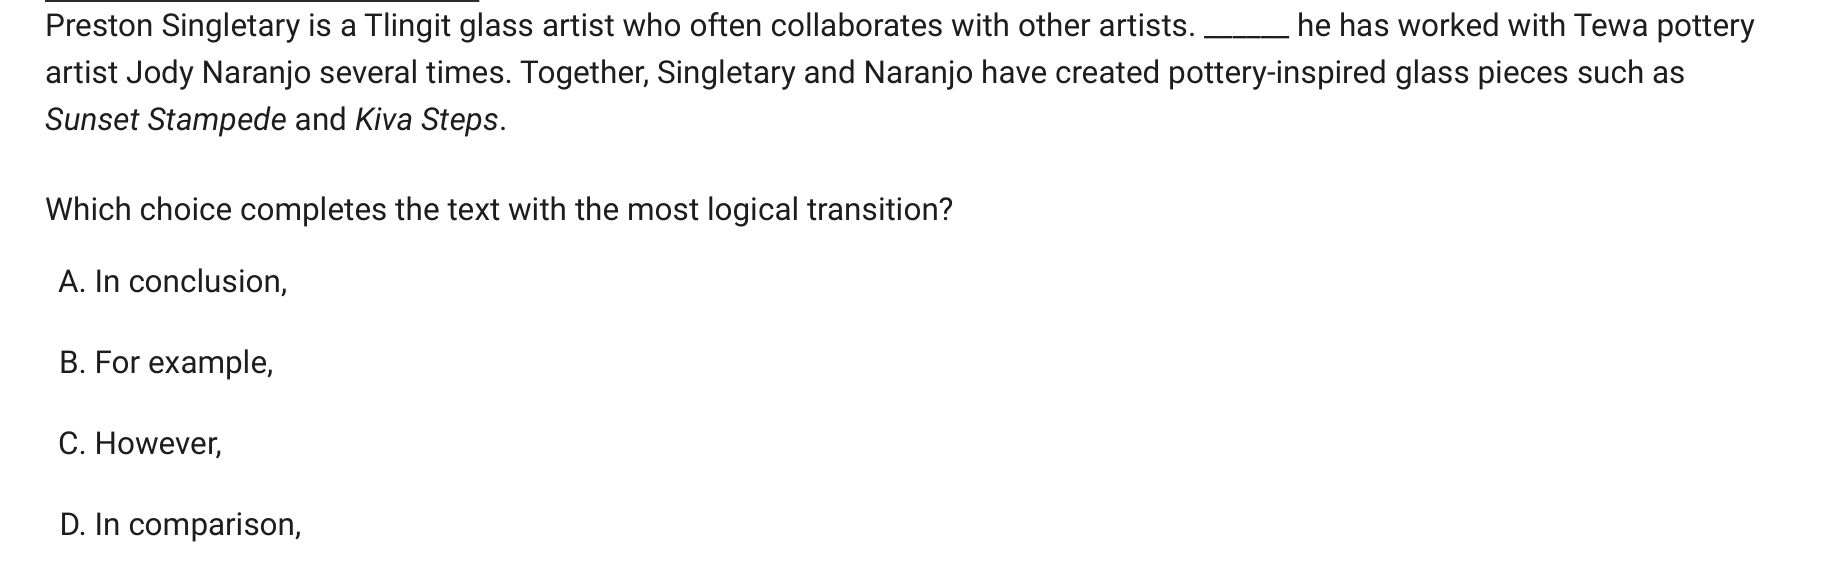 Preston Singletary is a Tlingit glass artist who often collaborates with other artists. ______ he has worked with Tewa pottery
artist Jody Naranjo several times. Together, Singletary and Naranjo have created pottery-inspired glass pieces such as
Sunset Stampede and Kiva Steps.
Which choice completes the text with the most logical transition?
A. In conclusion,
B. For example,
C. However,
D. In comparison,